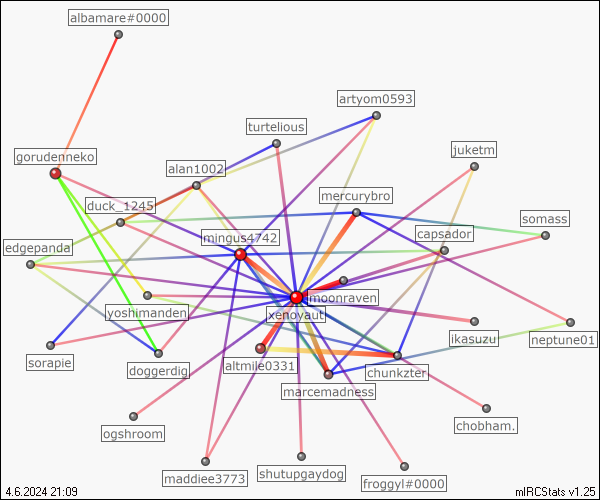 albamare#0000
artyom0593
turtelious
juketm
gorudenneko
alan1002
mercurybro
duck_1245
somass
capsador
mingus4742
edgepanda
moonraven
yoshimanden
xenoyaut
ikasuzu
neptune01
sorapie
doggerdig
altmile0331
chunkzter
marcemadness
chobham.
ogshroom
maddiee3773
shutupgaydog
froggyl#0000
4.6.2024 21:09
mIRCStats v1.25